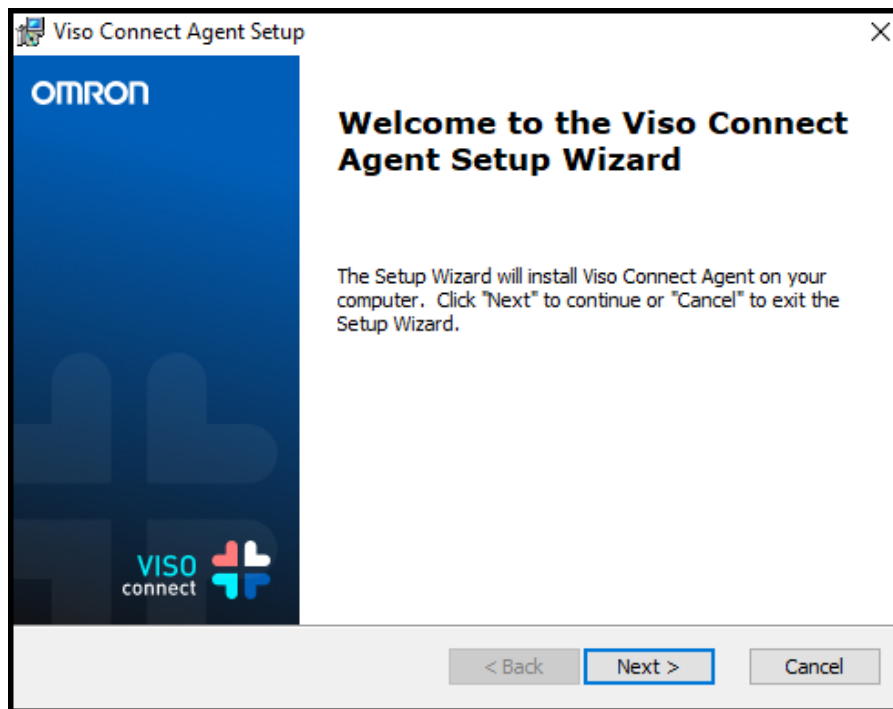 Viso Connect Agent Setup
OMRON
Welcome to the Viso Connect
Agent Setup Wizard
The Setup Wizard will install Viso Connect Agent on your
computer. Click "Next" to continue or "Cancel" to exit the
Setup Wizard.
VISO
connect
< Back
Next >
Cancel